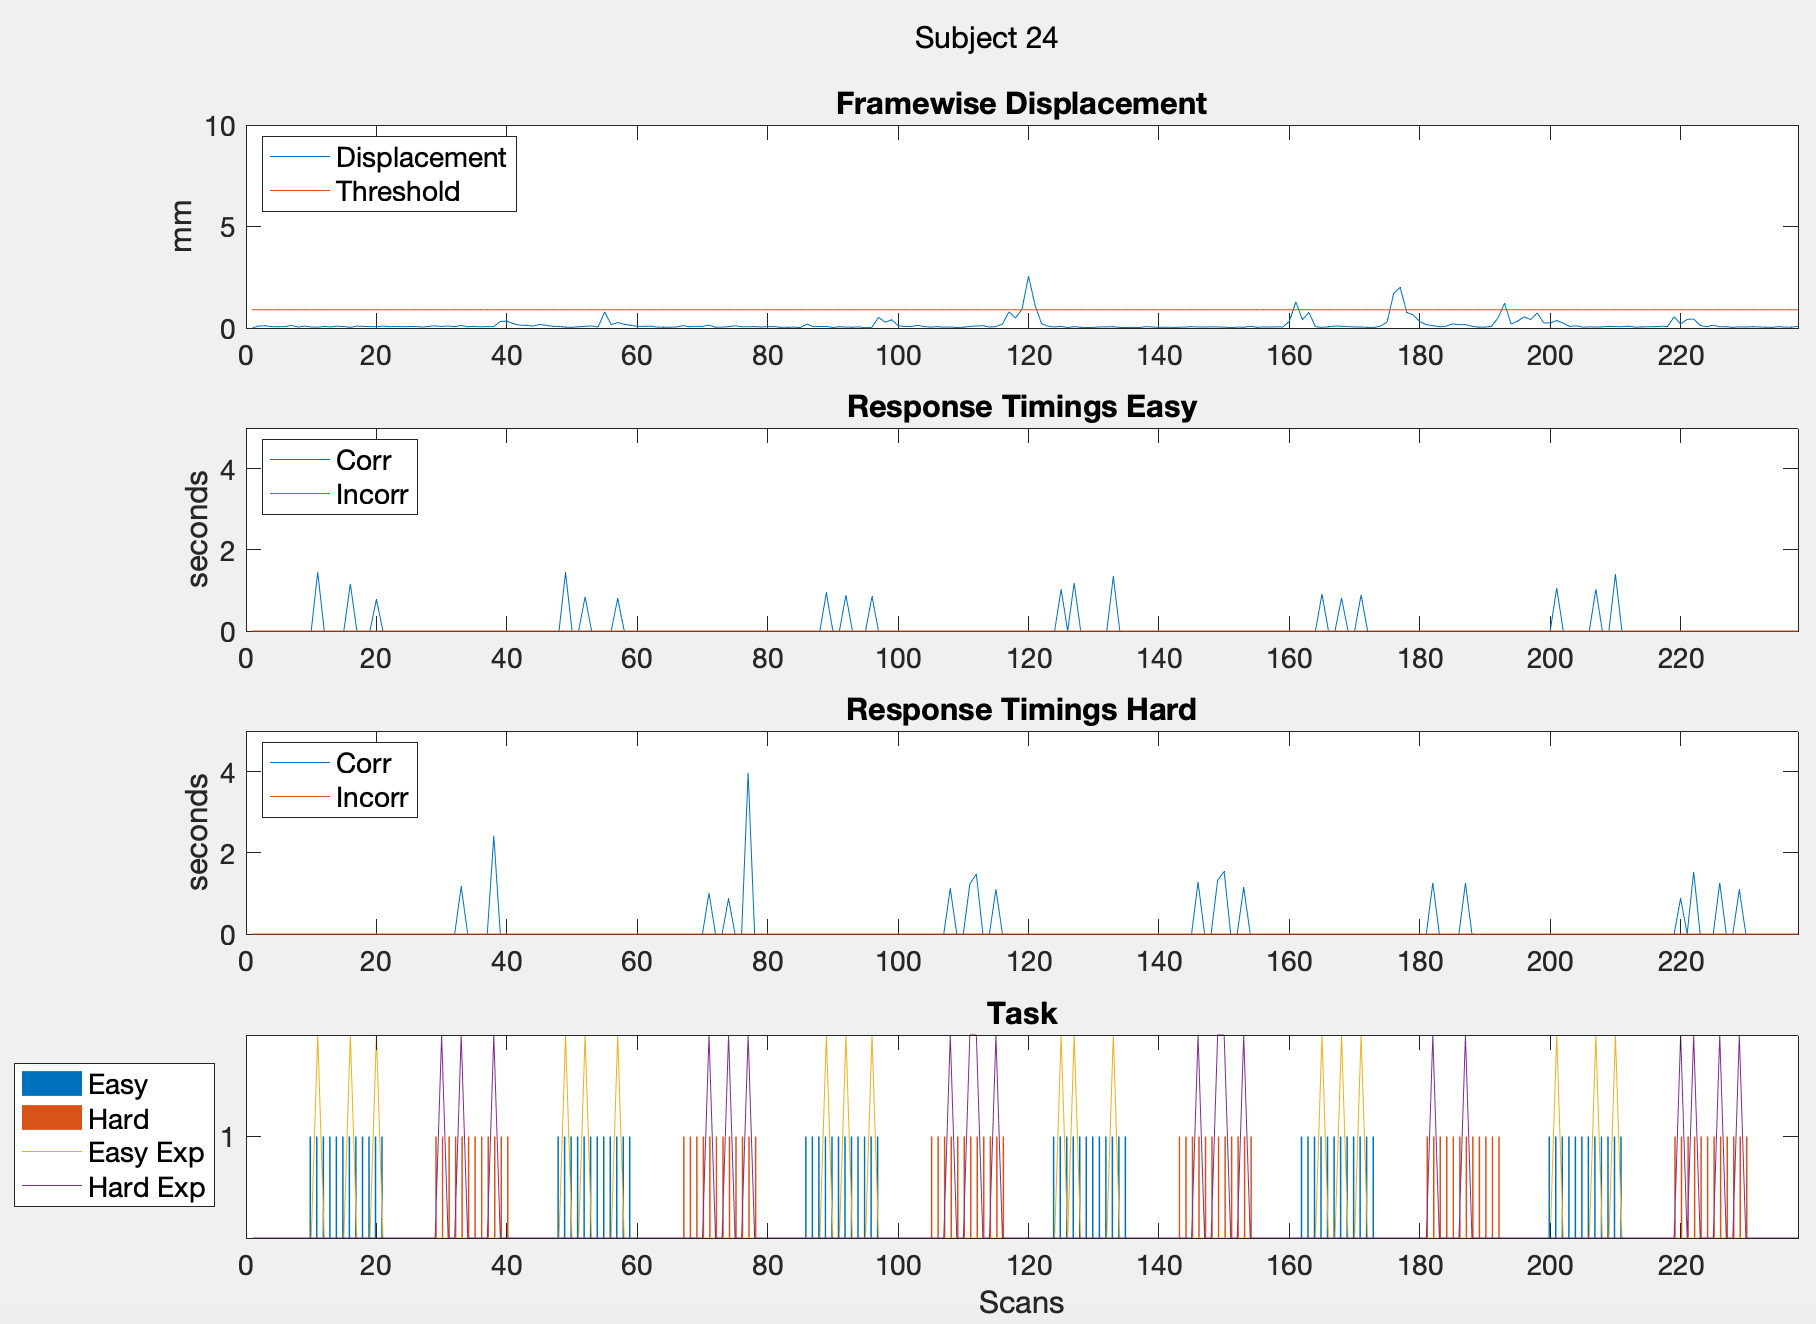 Subject 24
Framewise Displacement
10
5
0
mm
Displacement
Threshold
0 20 40 60 80 100 120 140 160 180 200 220
Response Timings Easy
4
2
0
seconds
Corr
Incorr
0 20 40 60 80 100 120 140 160 180 200 220
Response Timings Hard
4
2
0
seconds
Corr
Incorr
0 20 40 60 80 100 120 140 160 180 200 220
Task
Easy
Hard
Easy Exp
Hard Exp
1
0 20 40 60 80 100 120 140 160 180 200 220
Scans